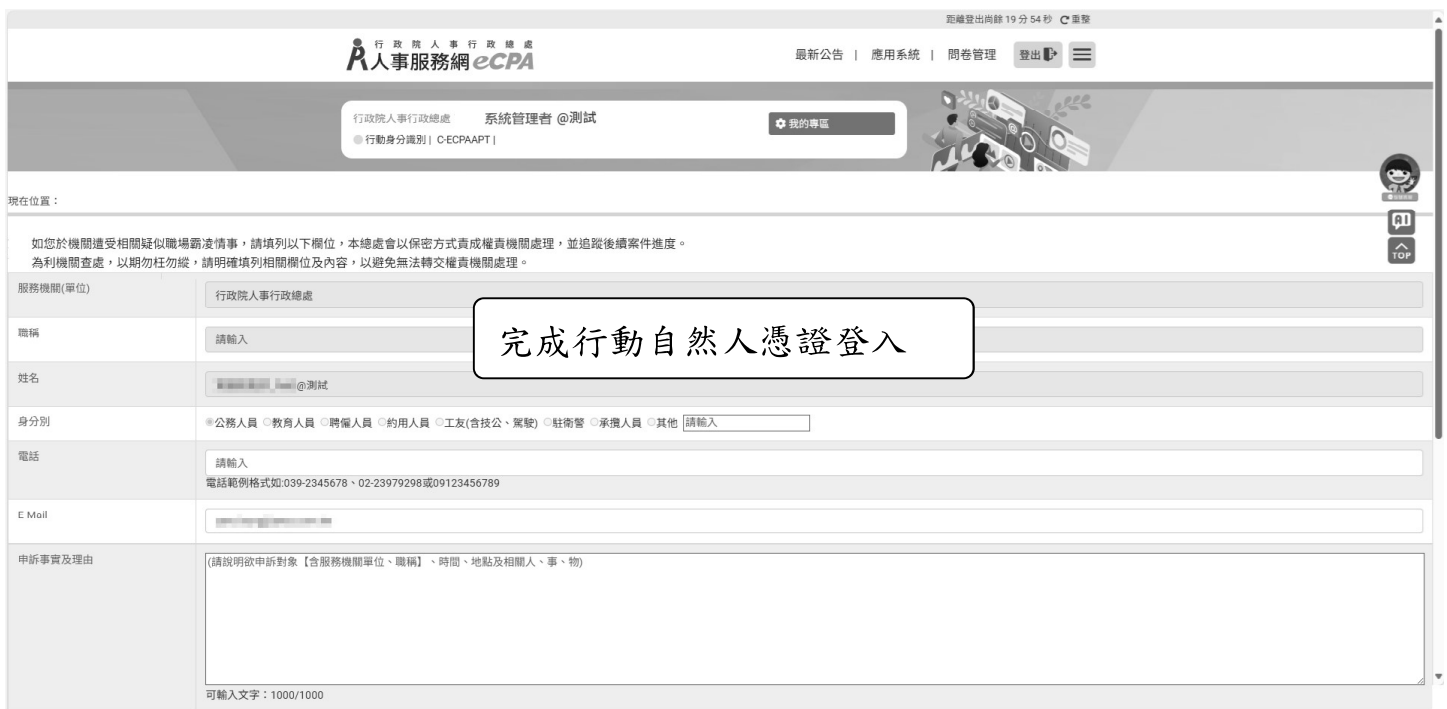 距離登出尚餘 19 分 54 秒 重整
行政院人事行政總處
人事服務網 eCPA
最新公告 | 應用系統 | 問卷管理 登出
行政院人事行政總處 系統管理者 @測試
我的專區
行動身分識別 | C-ECPAAPT |
現在位置：
AI
TOP
如您於機關遭受相關疑似職場霸凌情事，請填列以下欄位，本總處會以保密方式責成權責機關處理，並追蹤後續案件進度。
為利機關查處，以期勿枉勿縱，請明確填列相關欄位及內容，以避免無法轉交權責機關處理。
服務機關(單位) 行政院人事行政總處
完成行動自然人憑證登入
職稱 請輸入
姓名 @測試
身分別 公務人員 教育人員 聘僱人員 約用人員 工友(含技公、駕駛) 駐衛警 承攬人員 其他 請輸入
電話 請輸入
電話範例格式如:039-2345678、02-23979298或09123456789
E Mail
申訴事實及理由 (請說明欲申訴對象【含服務機關單位、職稱】、時間、地點及相關人、事、物)
可輸入文字：1000/1000